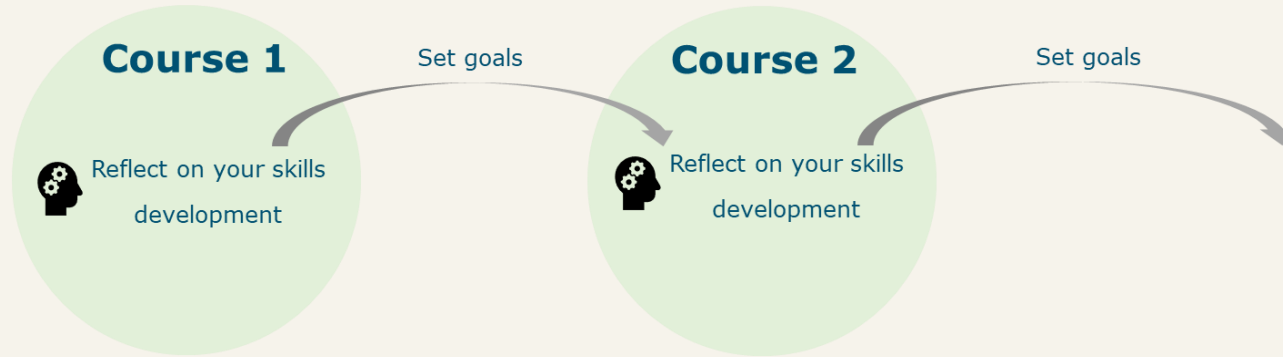 Course 1
Set goals
Course 2
Set goals
Reflect on your skills
development
Reflect on your skills
development